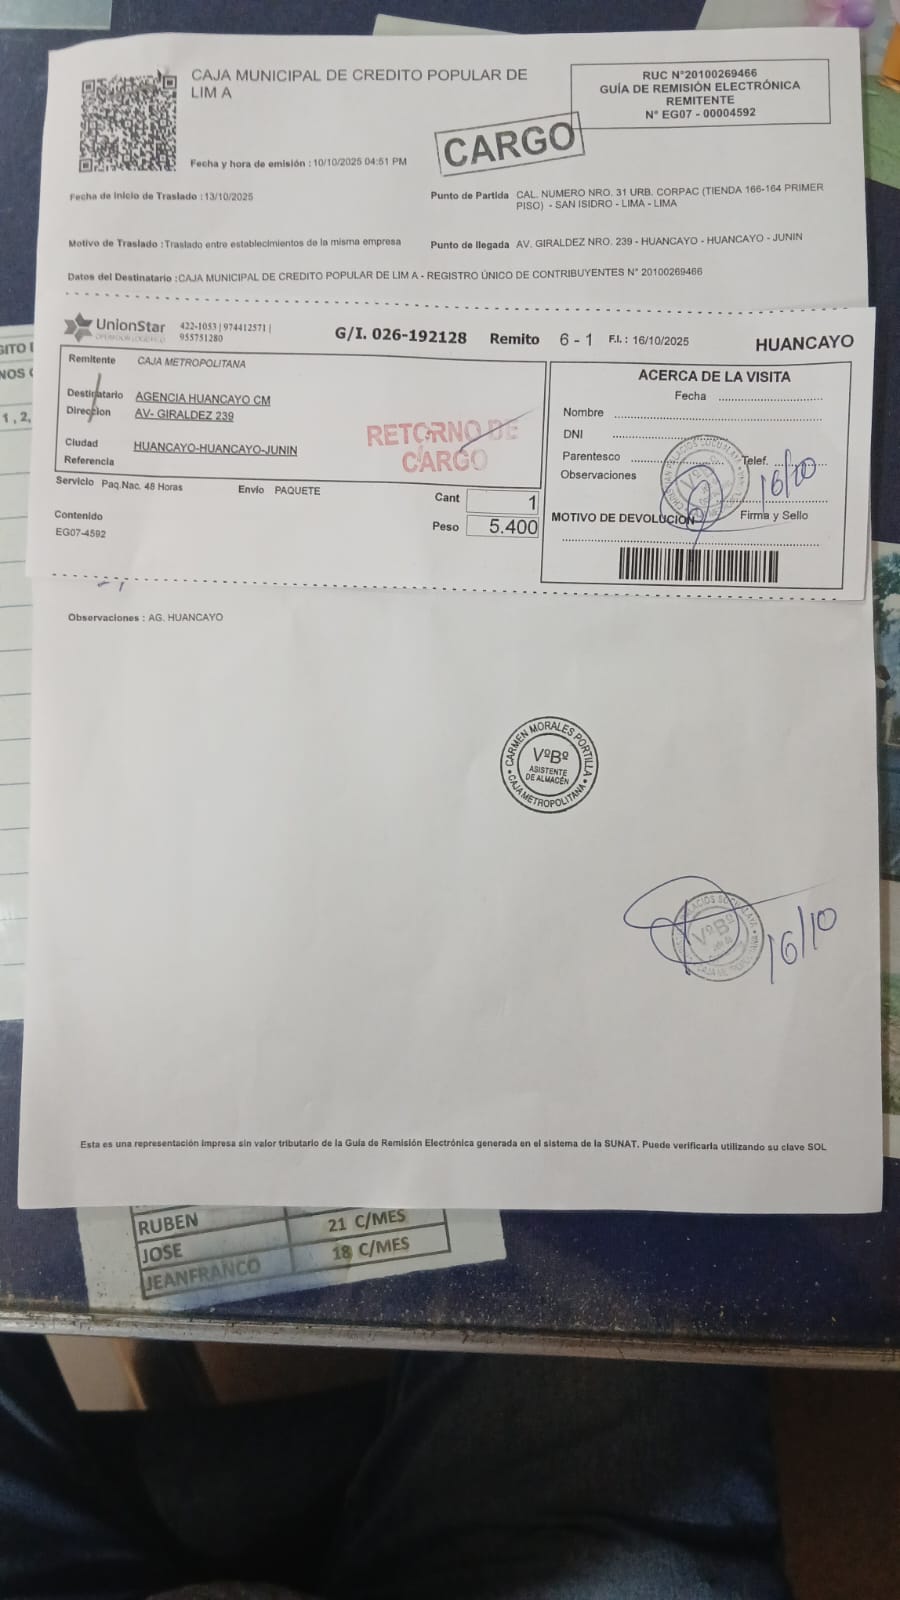 CAJA MUNICIPAL DE CREDITO POPULAR DE
LIM A
RUC N°20100269466
GUÍA DE REMISIÓN ELECTRÓNICA
REMITENTE
N° EG07 - 00004592
CARGO
Fecha y hora de emisión : 10/10/2025 04:51 PM
Fecha de Inicio de Traslado : 13/10/2025
Punto de Partida CAL. NUMERO NRO. 31 URB. CORPAC (TIENDA 166-164 PRIMER
PISO) - SAN ISIDRO - LIMA - LIMA
Motivo de Traslado : Traslado entre establecimientos de la misma empresa
Punto de llegada AV. GIRALDEZ NRO. 239 - HUANCAYO - HUANCAYO - JUNIN
Datos del Destinatario : CAJA MUNICIPAL DE CREDITO POPULAR DE LIM A - REGISTRO ÚNICO DE CONTRIBUYENTES N° 20100269466
UnionStar
OPERADOR LOGISTICO
422-1053 | 974412571 |
955751280
G/I. 026-192128 Remito 6 - 1 F.I. : 16/10/2025 HUANCAYO
Remitente CAJA METROPOLITANA
Destinatario AGENCIA HUANCAYO CM
Dirección AV- GIRALDEZ 239
Ciudad HUANCAYO-HUANCAYO-JUNIN
Referencia
RETORNO DE
CARGO
Servicio Paq.Nac. 48 Horas Envío PAQUETE
Cant 1
Peso 5.400
Contenido
EG07-4592
ACERCA DE LA VISITA
Fecha
Nombre
DNI
Parentesco Telef.
Observaciones
MOTIVO DE DEVOLUCION Firma y Sello
VºBº
Observaciones : AG. HUANCAYO
CARMEN MORALES PORTILLA
VºBº
ASISTENTE
DE ALMACÉN
CAJA METROPOLITANA
VºBº
CAJA METROPOLITANA
16/10
Esta es una representación impresa sin valor tributario de la Guía de Remisión Electrónica generada en el sistema de la SUNAT. Puede verificarla utilizando su clave SOL
RUBEN 21 C/MES
JOSE 18 C/MES
JEANFRANCO